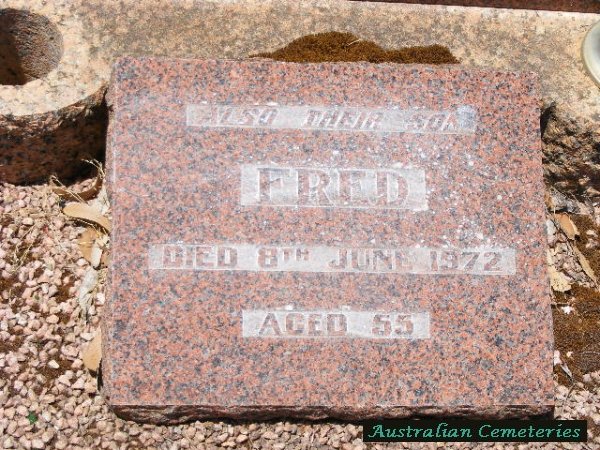 ALSO THEIR SON
FRED
DIED 8TH JUNE 1972
AGED 55
Australian Cemeteries